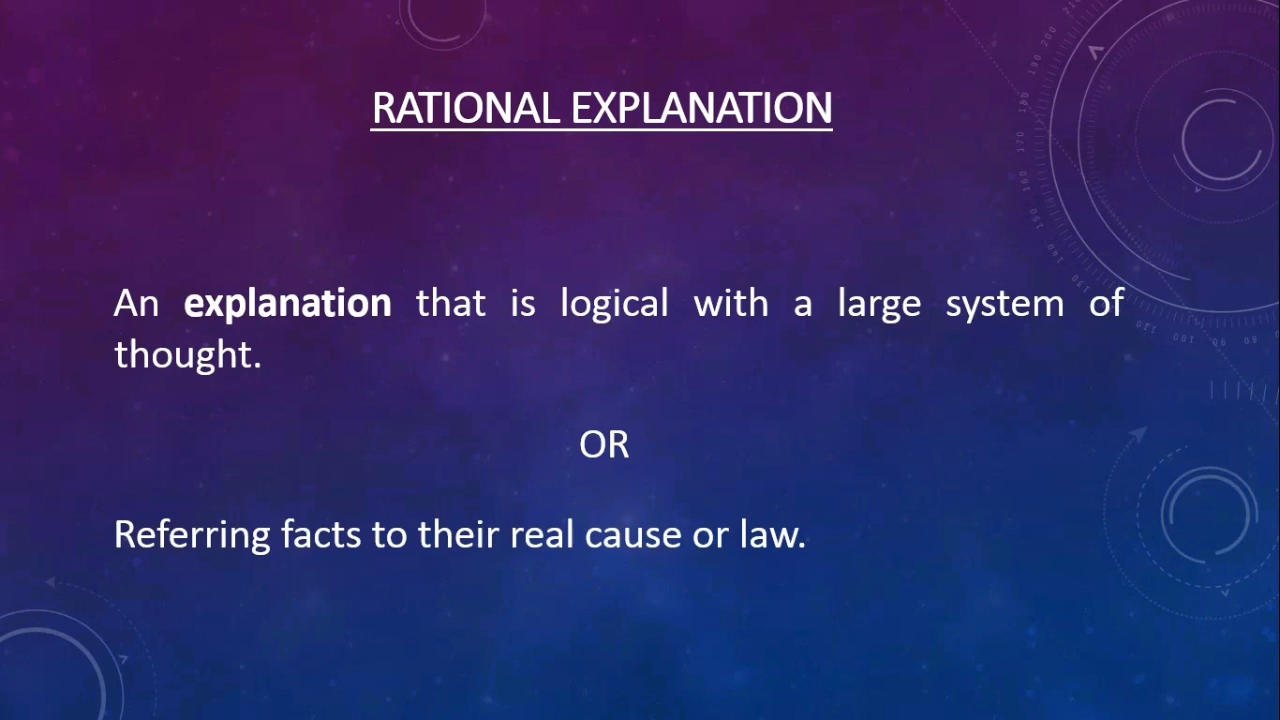 RATIONAL EXPLANATION
An explanation that is logical with a large system of
thought.
OR
Referring facts to their real cause or law.